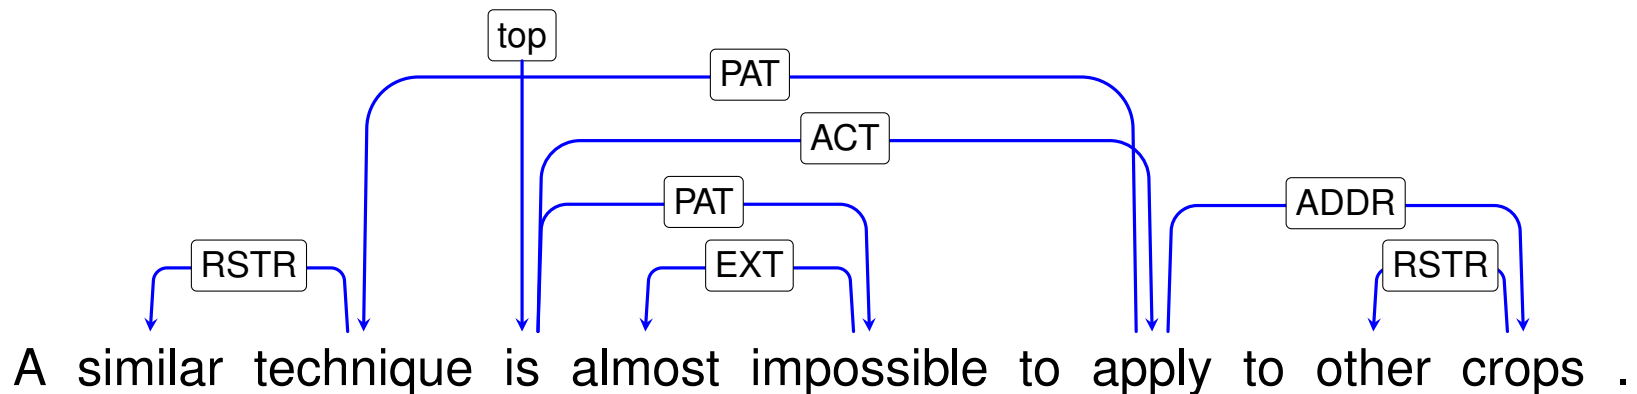 top
PAT
ACT
PAT ADDR
RSTR EXT RSTR
A similar technique is almost impossible to apply to other crops .